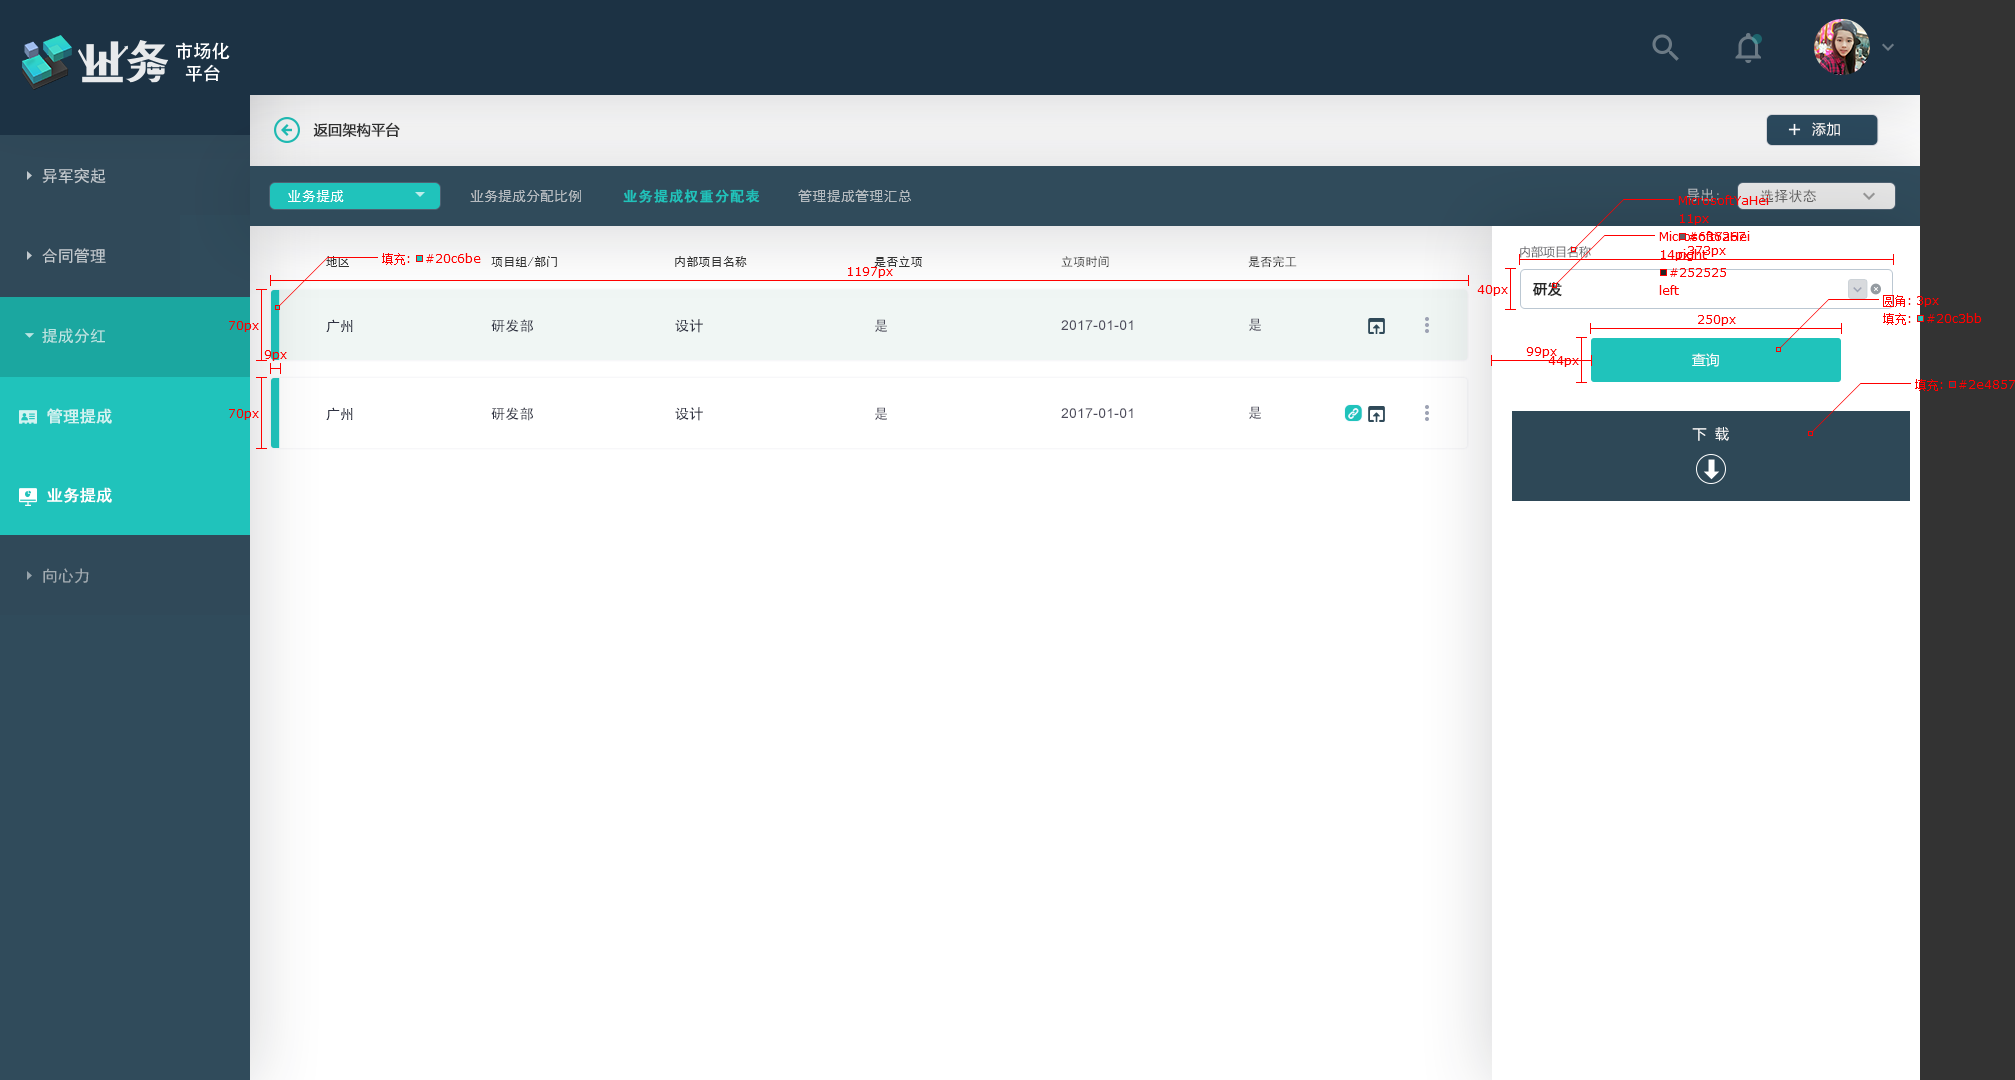 业务 市场化
平台
返回架构平台
添加
异军突起
合同管理
提成分红
管理提成
业务提成
向心力
业务提成
业务提成分配比例
业务提成权重分配表
管理提成管理汇总
导出：
选择状态
地区
填充: #20c6be
项目组/部门
内部项目名称
是否立项
立项时间
是否完工
1197px
70px
广州
研发部
设计
是
2017-01-01
是
9px
70px
广州
研发部
设计
是
2017-01-01
是
MicrosoftYaHei
11px
right
MicrosoftYaHei
14px
#252525
left
内部项目名称
373px
40px
研发
圆角: 3px
填充: #20c3bb
250px
99px
44px
查询
填充: #2e4857
下 载